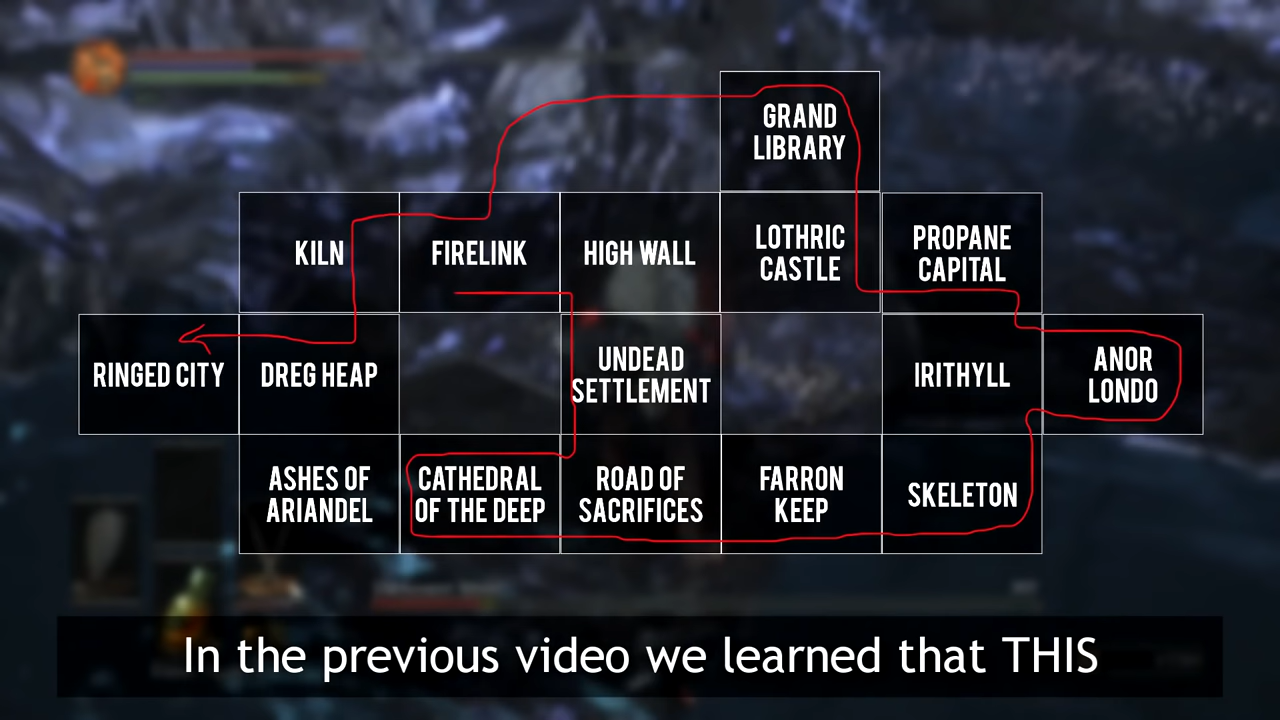 GRAND
LIBRARY
KILN
FIRELINK
HIGH WALL
LOTHRIC
CASTLE
PROPANE
CAPITAL
RINGED CITY
DREG HEAP
UNDEAD
SETTLEMENT
IRITHYLL
ANOR
LONDO
ASHES OF
ARIANDEL
CATHEDRAL
OF THE DEEP
ROAD OF
SACRIFICES
FARRON
KEEP
SKELETON
In the previous video we learned that THIS